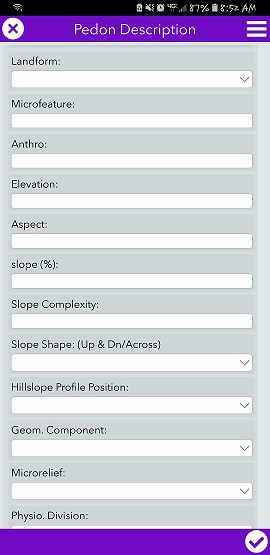 87% 8:52 AM
Pedon Description
Landform:
Microfeature:
Anthro:
Elevation:
Aspect:
slope (%):
Slope Complexity:
Slope Shape: (Up & Dn/Across)
Hillslope Profile Position:
Geom. Component:
Microrelief:
Physio. Division: